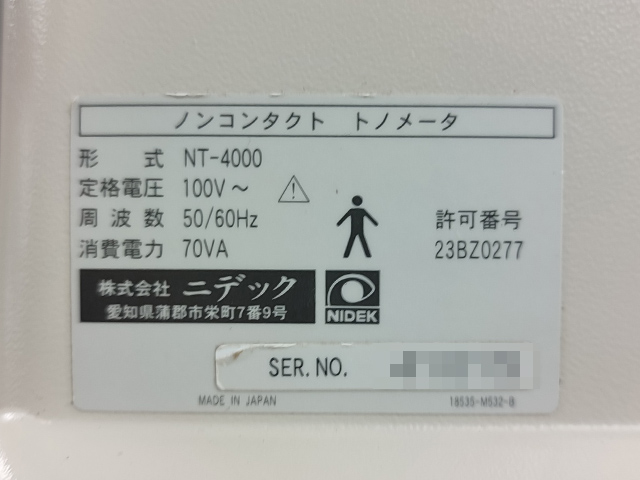 ノンコンタクト トノメータ
形 式 NT-4000
定格電圧 100V～
周波数 50/60Hz
消費電力 70VA
許可番号
23BZ0277
株式会社 ニデック
愛知県蒲郡市栄町7番9号
NIDEK
SER.NO.
MADE IN JAPAN
18535-M532-B